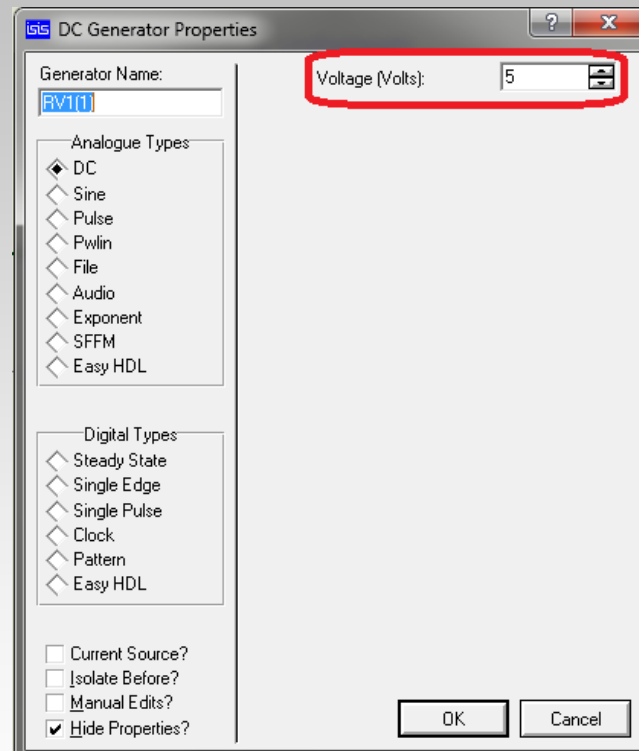 isis DC Generator Properties
?
Generator Name:
RV1(1)
Analogue Types
DC
Sine
Pulse
Pwlin
File
Audio
Exponent
SFFM
Easy HDL
Digital Types
Steady State
Single Edge
Single Pulse
Clock
Pattern
Easy HDL
Current Source?
Isolate Before?
Manual Edits?
Hide Properties?
Voltage (Volts): 5
OK Cancel